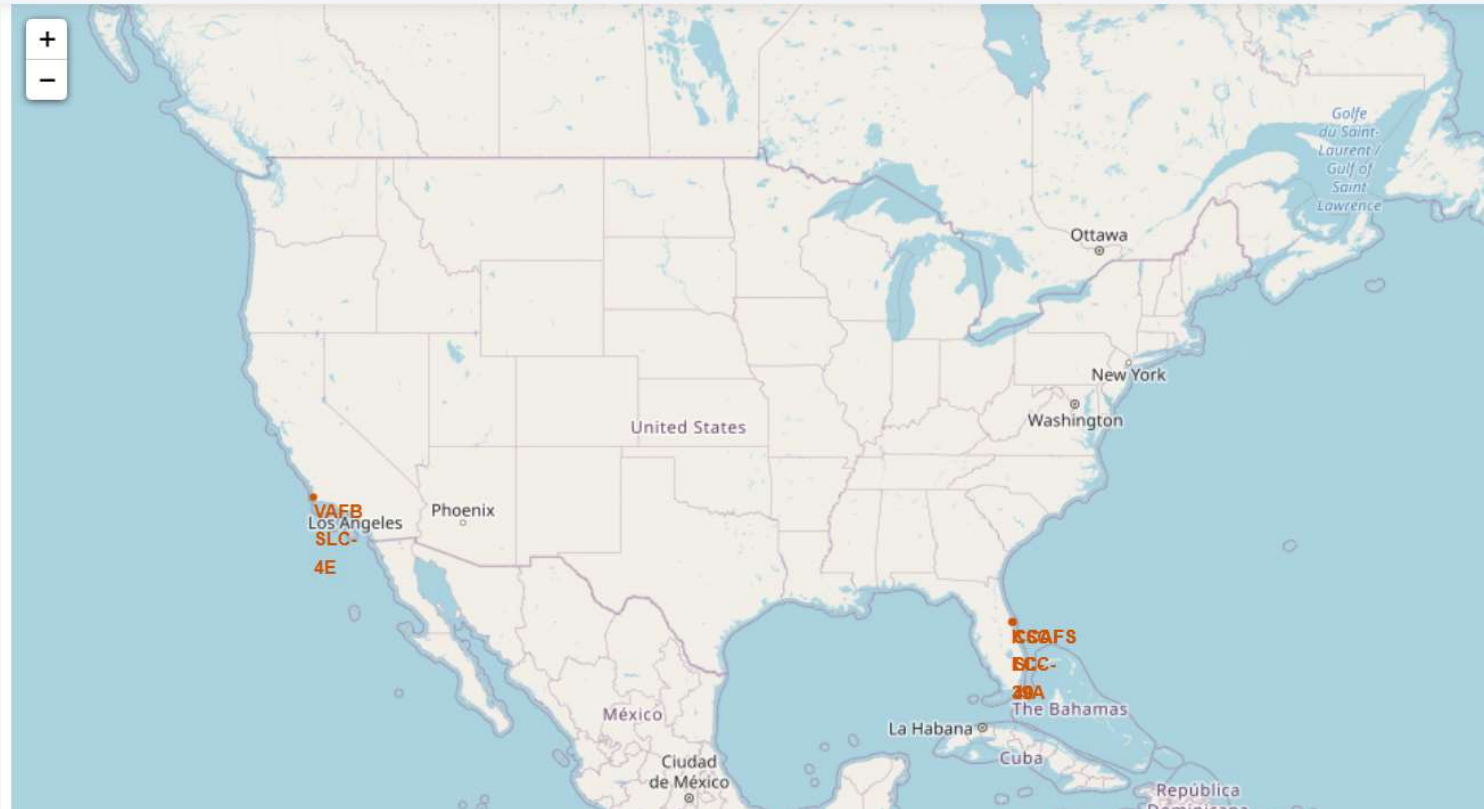 +
−
Golfe
du Saint-
Laurent /
Gulf of
Saint
Lawrence
Ottawa
New York
Washington
United States
VAFB
Los Angeles
SLC-
4E
Phoenix
The Bahamas
México
La Habana
Cuba
Ciudad
de México
República